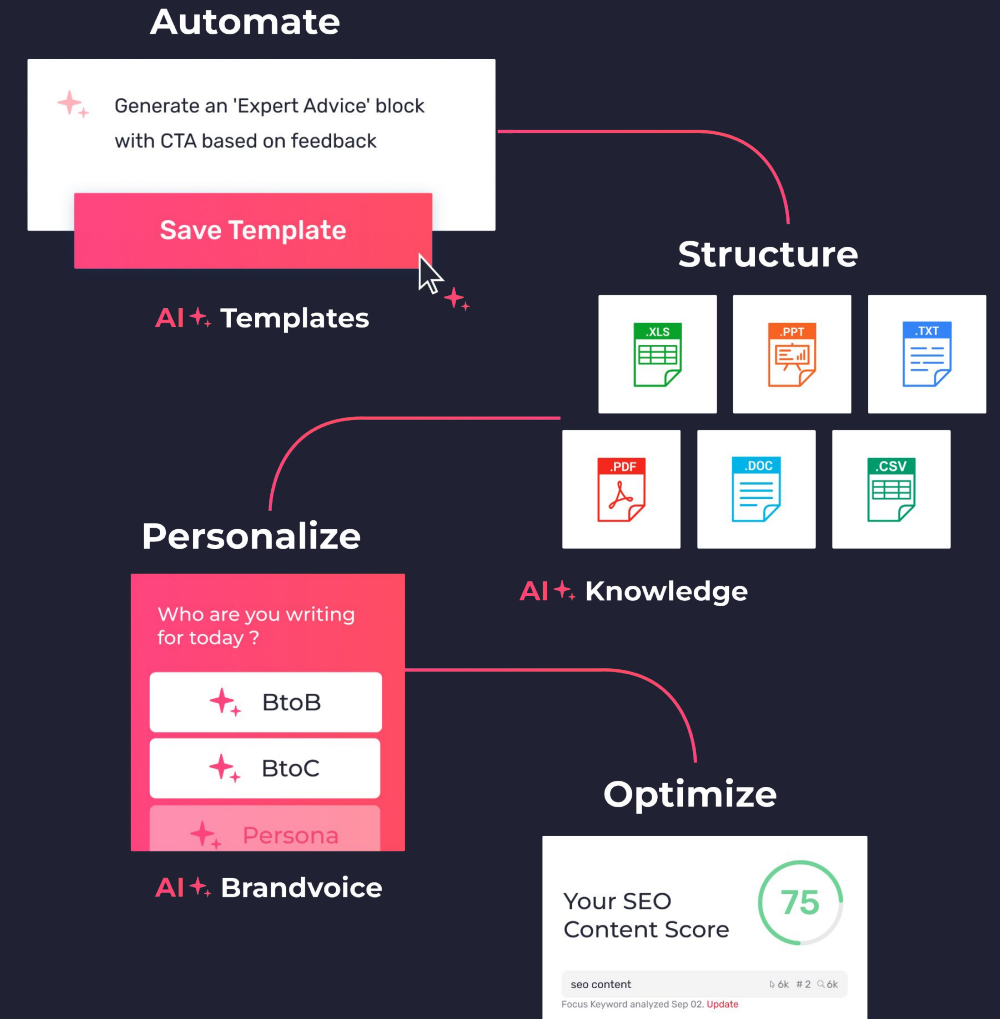 Automate
Generate an 'Expert Advice' block
with CTA based on feedback
Save Template
AI Templates
Structure
.XLS
.PPT
.TXT
.PDF
.DOC
.CSV
AI Knowledge
Personalize
Who are you writing
for today ?
BtoB
BtoC
Persona
AI Brandvoice
Optimize
Your SEO
Content Score
75
seo content 6k #2 6k
Focus Keyword analyzed Sep 02. Update